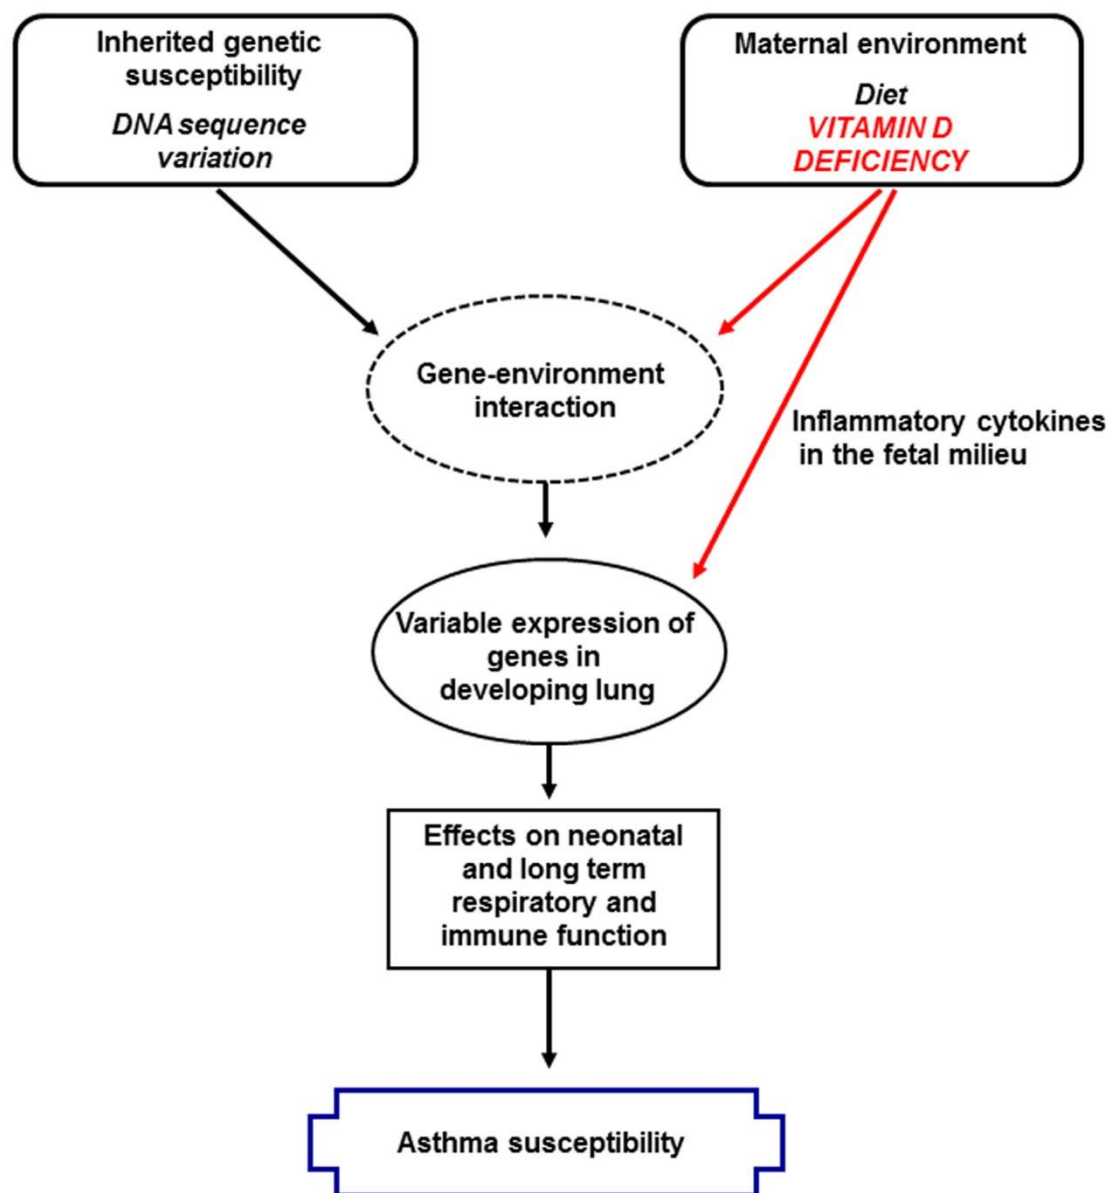 Inherited genetic
susceptibility
DNA sequence
variation
Maternal environment
Diet
VITAMIN D
DEFICIENCY
Gene-environment
interaction
Inflammatory cytokines
in the fetal milieu
Variable expression of
genes in
developing lung
Effects on neonatal
and long term
respiratory and
immune function
Asthma susceptibility